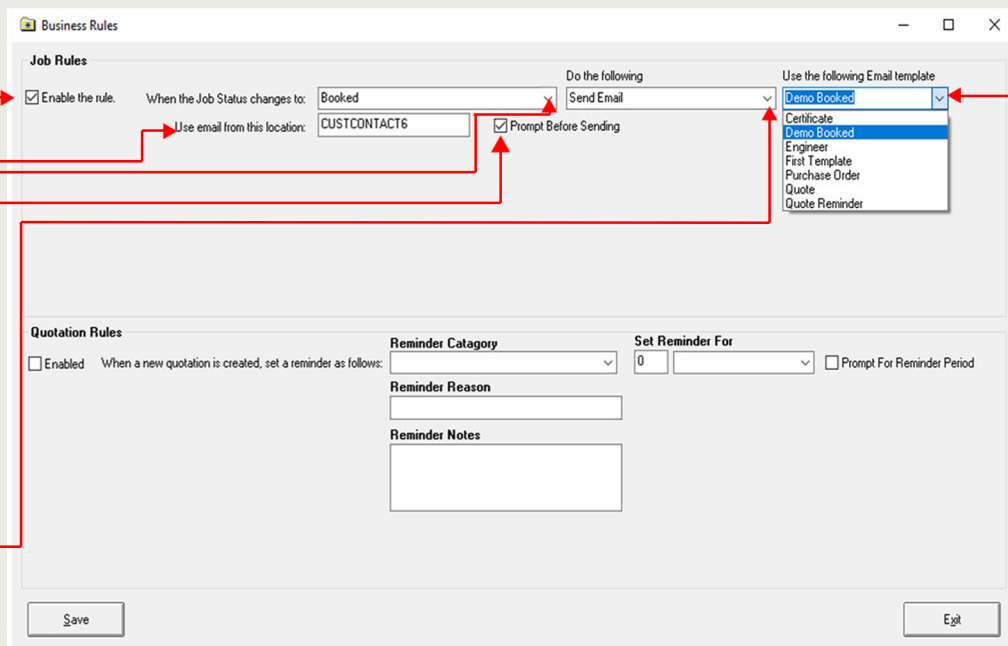 Business Rules
Job Rules
Do the following
Use the following Email template
Enable the rule.
When the Job Status changes to:
Booked
Send Email
Demo Booked
Use email from this location:
CUSTCONTACT6
Prompt Before Sending
Certificate
Demo Booked
Engineer
First Template
Purchase Order
Quote
Quote Reminder
Quotation Rules
Reminder Catagory
Set Reminder For
Enabled
When a new quotation is created, set a reminder as follows:
0
Prompt For Reminder Period
Reminder Reason
Reminder Notes
Save
Exit